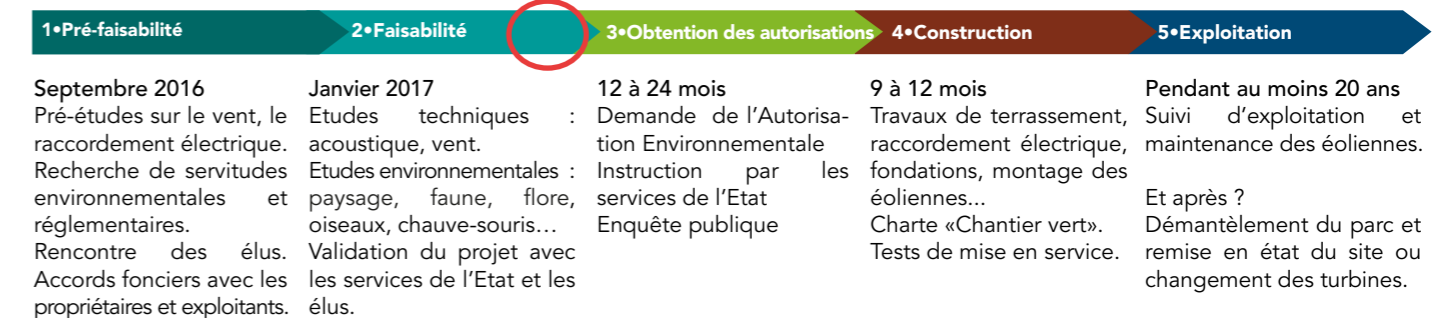 1•Pré-faisabilité
2•Faisabilité
3•Obtention des autorisations
4•Construction
5•Exploitation
Septembre 2016
Pré-études sur le vent, le
raccordement électrique.
Recherche de servitudes
environnementales et
réglementaires.
Rencontre des élus.
Accords fonciers avec les
propriétaires et exploitants.
Janvier 2017
Etudes techniques :
acoustique, vent.
Etudes environnementales :
paysage, faune, flore,
oiseaux, chauve-souris…
Validation du projet avec
les services de l'Etat et les
élus.
12 à 24 mois
Demande de l'Autorisa-
tion Environnementale
Instruction par les
services de l'Etat
Enquête publique
9 à 12 mois
Travaux de terrassement,
raccordement électrique,
fondations, montage des
éoliennes...
Charte «Chantier vert».
Tests de mise en service.
Pendant au moins 20 ans
Suivi d'exploitation et
maintenance des éoliennes.
Et après ?
Démantèlement du parc et
remise en état du site ou
changement des turbines.